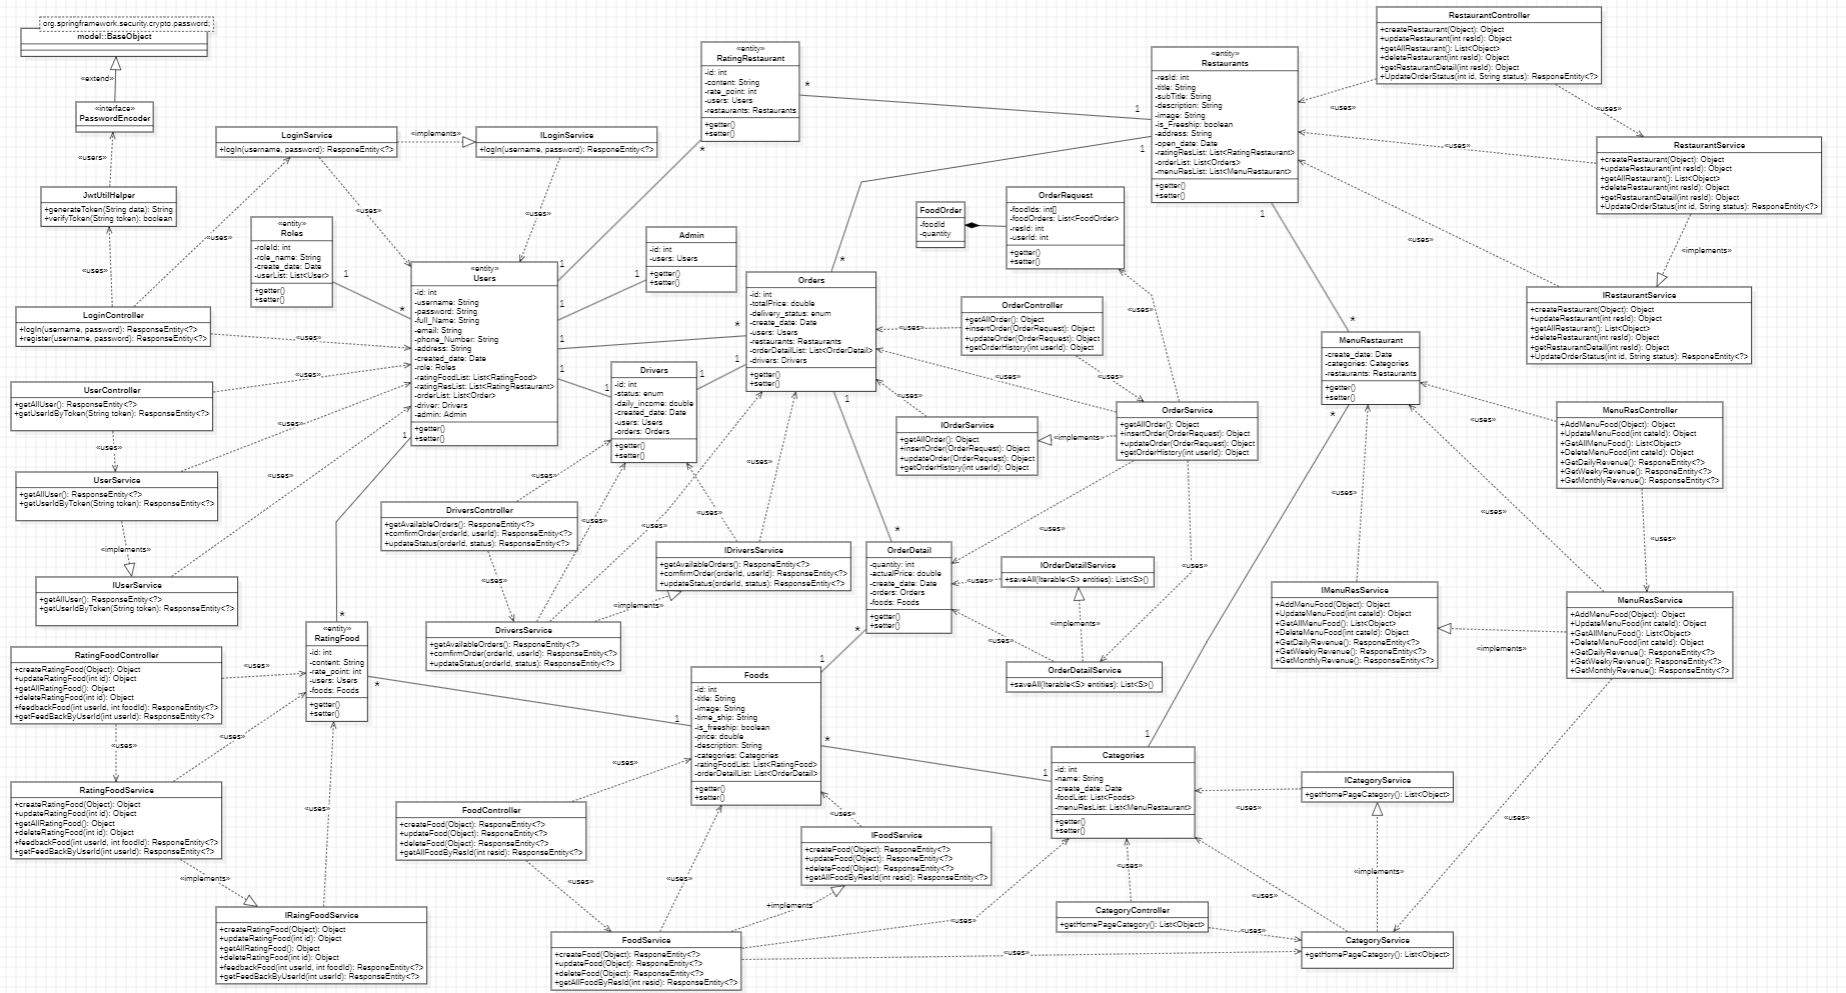 org.springframework.security.crypto.password;
model::BaseObject
«extend»
«interface»
PasswordEncoder
«users»
JwtUtilHelper
+generateToken(String data): String
+verifyToken(String token): boolean
«uses»
LoginController
+logIn(username, password): ResponseEntity<?>
+register(username, password): ResponseEntity<?>
«uses»
«uses»
LoginService
+logIn(username, password): ResponeEntity<?>
«implements»
ILoginService
+logIn(username, password): ResponeEntity<?>
«uses»
«uses»
«entity»
Roles
-roleId: int
-role_name: String
-create_date: Date
-userList: List<User>
+getter()
+setter()
1
*
«entity»
Users
-id: int
-username: String
-password: String
-full_Name: String
-email: String
-phone_Number: String
-address: String
-created_date: Date
-role: Roles
-ratingFoodList: List<RatingFood>
-ratingResList: List<RatingRestaurant>
-orderList: List<Order>
-driver: Drivers
-admin: Admin
+getter()
+setter()
1
1
1
1
1
UserController
+getAllUser(): ResponseEntity<?>
+getUserIdByToken(String token): ResponseEntity<?>
«uses»
«uses»
UserService
+getAllUser(): ResponseEntity<?>
+getUserIdByToken(String token): ResponseEntity<?>
«uses»
«implements»
IUserService
+getAllUser(): ResponseEntity<?>
+getUserIdByToken(String token): ResponseEntity<?>
«uses»
«entity»
RatingRestaurant
-id: int
-content: String
-rate_point: int
-users: Users
-restaurants: Restaurants
+getter()
+setter()
*
*
1
Admin
-id: int
-users: Users
+getter()
+setter()
1
Drivers
-id: int
-status: enum
-daily_income: double
-created_date: Date
-users: Users
-orders: Orders
+getter()
+setter()
1
1
Orders
-id: int
-totalPrice: double
-delivery_status: enum
-create_date: Date
-users: Users
-restaurants: Restaurants
-orderDetailList: List<OrderDetail>
-drivers: Drivers
+getter()
+setter()
*
*
1
1
1
FoodOrder
-foodId
-quantity
OrderRequest
-foodIds: int[]
-foodOrders: List<FoodOrder>
-resId: int
-userId: int
+getter()
+setter()
«uses»
OrderController
+getAllOrder(): Object
+insertOrder(OrderRequest): Object
+updateOrder(OrderRequest): Object
+getOrderHistory(int userId): Object
«uses»
«uses»
«uses»
OrderService
+getAllOrder(): Object
+insertOrder(OrderRequest): Object
+updateOrder(OrderRequest): Object
+getOrderHistory(int userId): Object
«uses»
IOrderService
+getAllOrder(): Object
+insertOrder(OrderRequest): Object
+updateOrder(OrderRequest): Object
+getOrderHistory(int userId): Object
«implements»
«entity»
Restaurants
-resId: int
-title: String
-subTitle: String
-description: String
-image: String
-is_Freeship: boolean
-address: String
-open_date: Date
-ratingResList: List<RatingRestaurant>
-orderList: List<Orders>
-menuResList: List<MenuRestaurant>
+getter()
+setter()
1
RestaurantController
+createRestaurant(Object): Object
+updateRestaurant(int resId): Object
+getAllRestaurant(): List<Object>
+deleteRestaurant(int resId): Object
+getRestaurantDetail(int resId): Object
+UpdateOrderStatus(int id, String status): ResponeEntity<?>
«uses»
«uses»
RestaurantService
+createRestaurant(Object): Object
+updateRestaurant(int resId): Object
+getAllRestaurant(): List<Object>
+deleteRestaurant(int resId): Object
+getRestaurantDetail(int resId): Object
+UpdateOrderStatus(int id, String status): ResponeEntity<?>
«uses»
«uses»
«implements»
IRestaurantService
+createRestaurant(Object): Object
+updateRestaurant(int resId): Object
+getAllRestaurant(): List<Object>
+deleteRestaurant(int resId): Object
+getRestaurantDetail(int resId): Object
+UpdateOrderStatus(int id, String status): ResponeEntity<?>
*
MenuRestaurant
-create_date: Date
-categories: Categories
-restaurants: Restaurants
+getter()
+setter()
*
«uses»
MenuResController
+AddMenuFood(Object): Object
+UpdateMenuFood(int cateId): Object
+GetAllMenuFood(): List<Object>
+DeleteMenuFood(int cateId): Object
+GetDailyRevenue(): ResponeEntity<?>
+GetWeekyRevenue(): ResponeEntity<?>
+GetMonthlyRevenue(): ResponseEntity<?>
«uses»
«uses»
«uses»
IMenuResService
+AddMenuFood(Object): Object
+UpdateMenuFood(int cateId): Object
+GetAllMenuFood(): List<Object>
+DeleteMenuFood(int cateId): Object
+GetDailyRevenue(): ResponeEntity<?>
+GetWeekyRevenue(): ResponeEntity<?>
+GetMonthlyRevenue(): ResponseEntity<?>
«implements»
MenuResService
+AddMenuFood(Object): Object
+UpdateMenuFood(int cateId): Object
+GetAllMenuFood(): List<Object>
+DeleteMenuFood(int cateId): Object
+GetDailyRevenue(): ResponeEntity<?>
+GetWeekyRevenue(): ResponeEntity<?>
+GetMonthlyRevenue(): ResponseEntity<?>
«uses»
DriversController
+getAvailableOrders(): ResponeEntity<?>
+comfirmOrder(orderId, userId): ResponseEntity<?>
+updateStatus(orderId, status): ResponseEntity<?>
«uses»
«uses»
«uses»
«uses»
«uses»
«uses»
IDriversService
+getAvailableOrders(): ResponeEntity<?>
+comfirmOrder(orderId, userId): ResponseEntity<?>
+updateStatus(orderId, status): ResponseEntity<?>
«implements»
DriversService
+getAvailableOrders(): ResponeEntity<?>
+comfirmOrder(orderId, userId): ResponseEntity<?>
+updateStatus(orderId, status): ResponseEntity<?>
*
OrderDetail
-quantity: int
-actualPrice: double
-create_date: Date
-orders: Orders
-foods: Foods
+getter()
+setter()
*
«uses»
«uses»
«uses»
«uses»
IOrderDetailService
+saveAll(Iterable<S> entities): List<S>()
«implements»
OrderDetailService
+saveAll(Iterable<S> entities): List<S>()
*
«entity»
RatingFood
-id: int
-content: String
-rate_point: int
-users: Users
-foods: Foods
+getter()
+setter()
*
RatingFoodController
+createRatingFood(Object): Object
+updateRatingFood(int id): Object
+getAllRatingFood(): Object
+deleteRatingFood(int id): Object
+feedbackFood(int userId, int foodId): ResponeEntity<?>
+getFeedBackByUserId(int userId): ResponeEntity<?>
«uses»
«uses»
«uses»
RatingFoodService
+createRatingFood(Object): Object
+updateRatingFood(int id): Object
+getAllRatingFood(): Object
+deleteRatingFood(int id): Object
+feedbackFood(int userId, int foodId): ResponeEntity<?>
+getFeedBackByUserId(int userId): ResponeEntity<?>
«implements»
«uses»
IRaingFoodService
+createRatingFood(Object): Object
+updateRatingFood(int id): Object
+getAllRatingFood(): Object
+deleteRatingFood(int id): Object
+feedbackFood(int userId, int foodId): ResponeEntity<?>
+getFeedBackByUserId(int userId): ResponeEntity<?>
1
1
Foods
-id: int
-title: String
-image: String
-time_ship: String
-is_freeship: boolean
-price: double
-description: String
-categories: Categories
-ratingFoodList: List<RatingFood>
-orderDetailList: List<OrderDetail>
+getter()
+setter()
*
«uses»
FoodController
+createFood(Object): ResponeEntity<?>
+updateFood(Object): ResponeEntity<?>
+deleteFood(Object): ResponeEntity<?>
+getAllFoodByResId(int resid): ResponseEntity<?>
«uses»
«uses»
«uses»
IFoodService
+createFood(Object): ResponeEntity<?>
+updateFood(Object): ResponeEntity<?>
+deleteFood(Object): ResponeEntity<?>
+getAllFoodByResId(int resid): ResponseEntity<?>
+implements
FoodService
+createFood(Object): ResponeEntity<?>
+updateFood(Object): ResponeEntity<?>
+deleteFood(Object): ResponeEntity<?>
+getAllFoodByResId(int resid): ResponseEntity<?>
«uses»
«uses»
1
1
Categories
-id: int
-name: String
-create_date: Date
-foodList: List<Foods>
-menuResList: List<MenuRestaurant>
+getter()
+setter()
«uses»
«uses»
«uses»
CategoryController
+getHomePageCategory(): List<Object>
«uses»
ICategoryService
+getHomePageCategory(): List<Object>
«implements»
CategoryService
+getHomePageCategory(): List<Object>